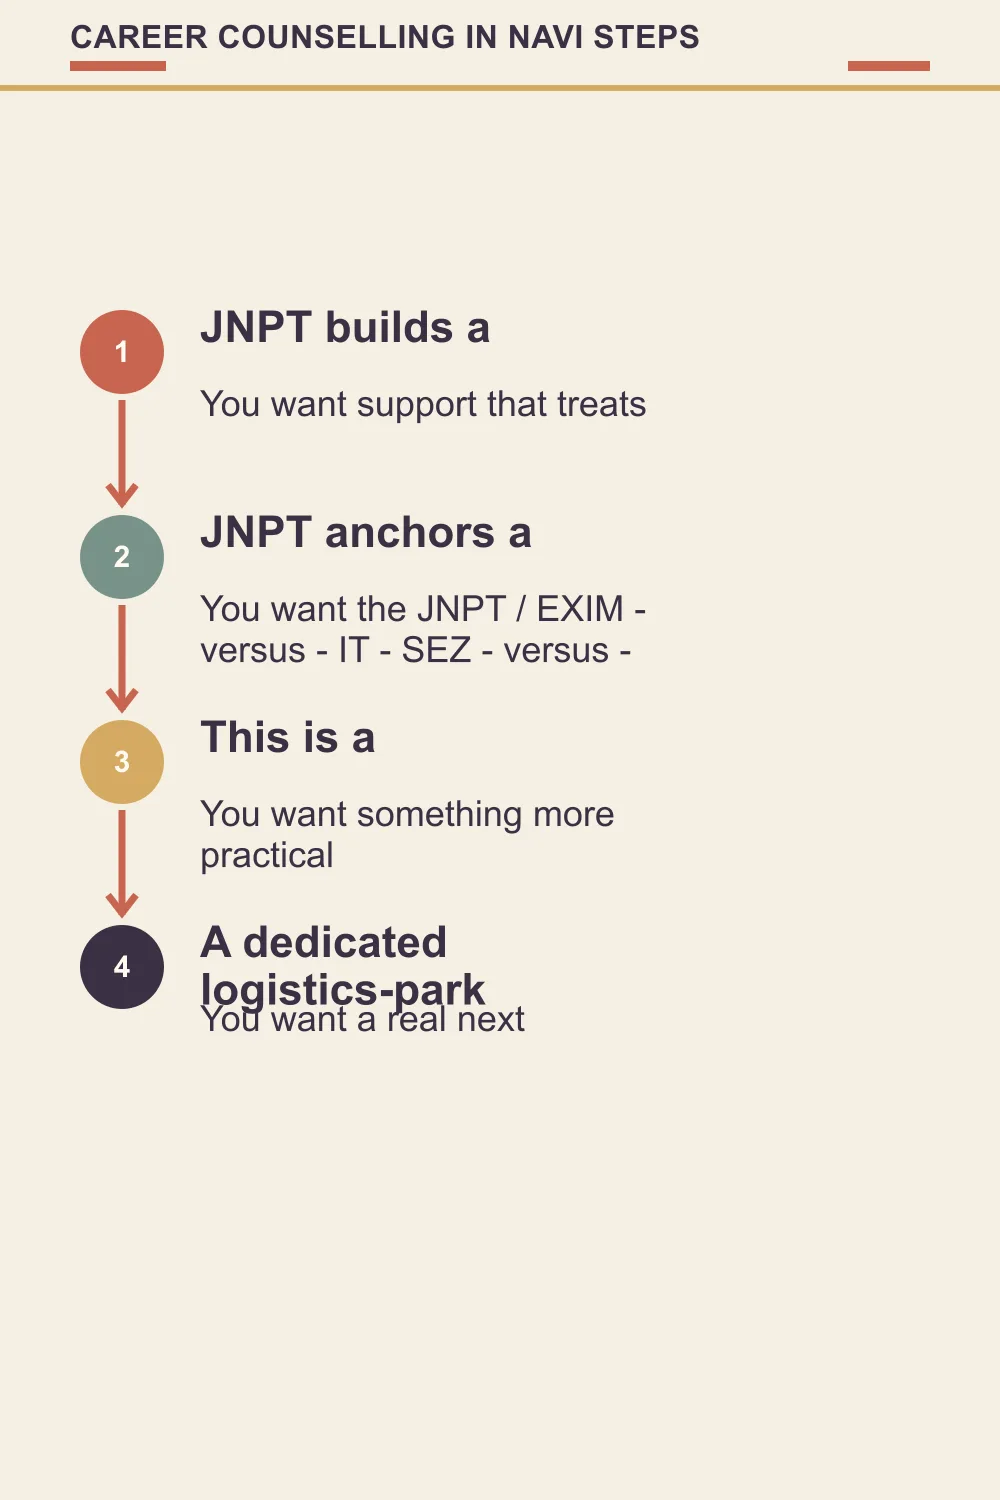 CAREER COUNSELLING IN NAVI STEPS
1
JNPT builds a
You want support that treats
2
JNPT anchors a
You want the JNPT / EXIM -
versus - IT - SEZ - versus -
3
This is a
You want something more
practical
4
A dedicated
logistics-park
You want a real next